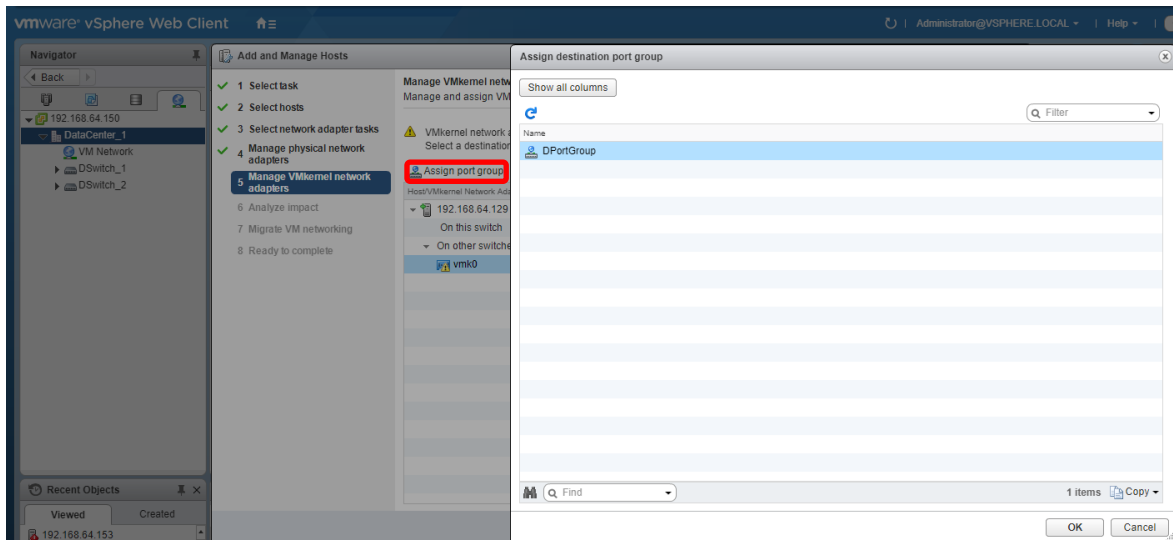 vmware® vSphere Web Client
Administrator@VSPHERE.LOCAL
Help
Navigator
Back
192.168.64.150
DataCenter_1
VM Network
DSwitch_1
DSwitch_2
Recent Objects
Viewed
Created
192.168.64.153
Add and Manage Hosts
1 Select task
2 Select hosts
3 Select network adapter tasks
4 Manage physical network
adapters
5 Manage VMkernel network
adapters
6 Analyze impact
7 Migrate VM networking
8 Ready to complete
Manage VMkernel netw
Manage and assign VM
VMkernel network
Select a destination
Assign port group
Host/VMkernel Network Ada
192.168.64.129
On this switch
On other switche
vmk0
Assign destination port group
Show all columns
Filter
Name
DPortGroup
Find
1 items
Copy
OK
Cancel